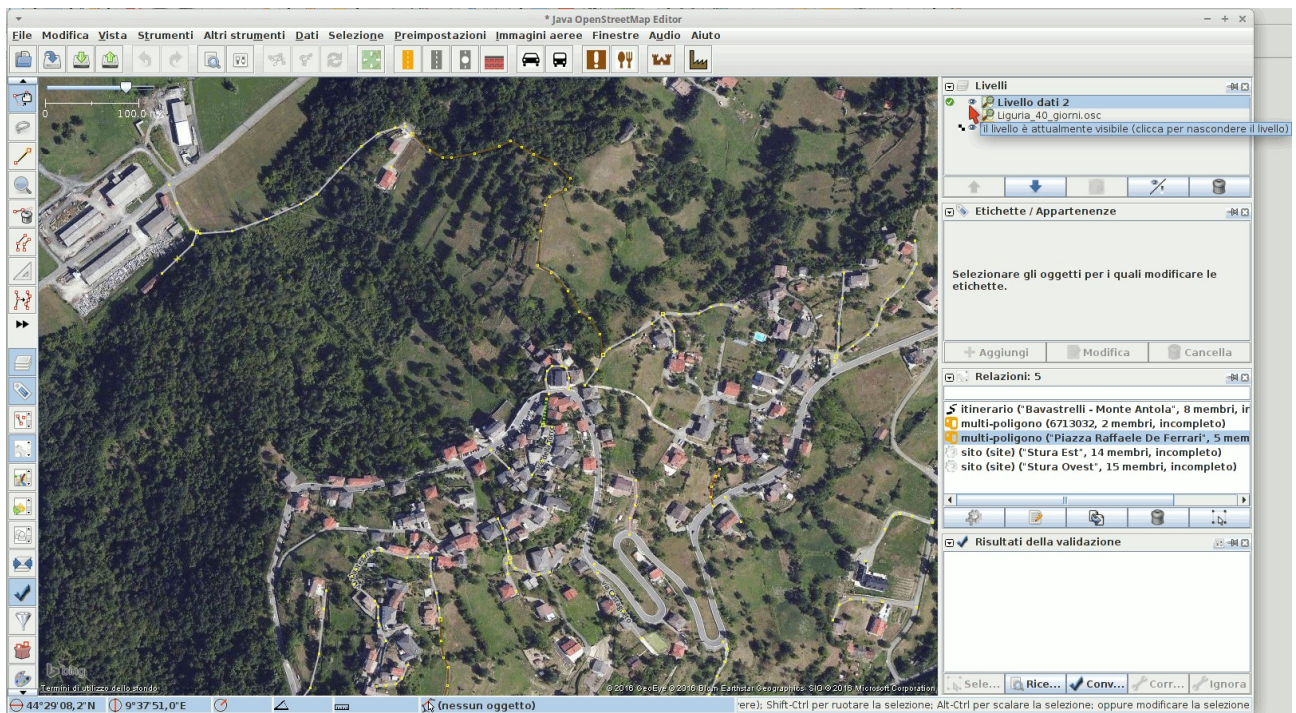 * Java OpenStreetMap Editor
File Modifica Vista Strumenti Altri strumenti Dati Selezione Preimpostazioni Immagini aeree Finestre Audio Aiuto
0 100.0 m
Livelli
Livello dati 2
Liguria_40_giorni.osc
il livello è attualmente visibile (clicca per nascondere il livello)
Etichette / Appartenenze
Selezionare gli oggetti per i quali modificare le
etichette.
Aggiungi Modifica Cancella
Relazioni: 5
itinerario ("Bavastrelli - Monte Antola", 8 membri, ir
multi-poligono (6713032, 2 membri, incompleto)
multi-poligono ("Piazza Raffaele De Ferrari", 5 mem
sito (site) ("Stura Est", 14 membri, incompleto)
sito (site) ("Stura Ovest", 15 membri, incompleto)
Risultati della validazione
bing
Termini di utilizzo dello sfondo
© 2016 GeoEye © 2016 Blom Earthstar Geographics SIO © 2016 Microsoft Corporation
Sele... Rice... Conv... Corr... Ignora
44°29'08,2"N 9°37'51,0"E (nessun oggetto) 'ere); Shift-Ctrl per ruotare la selezione; Alt-Ctrl per scalare la selezione; oppure modificare la selezione